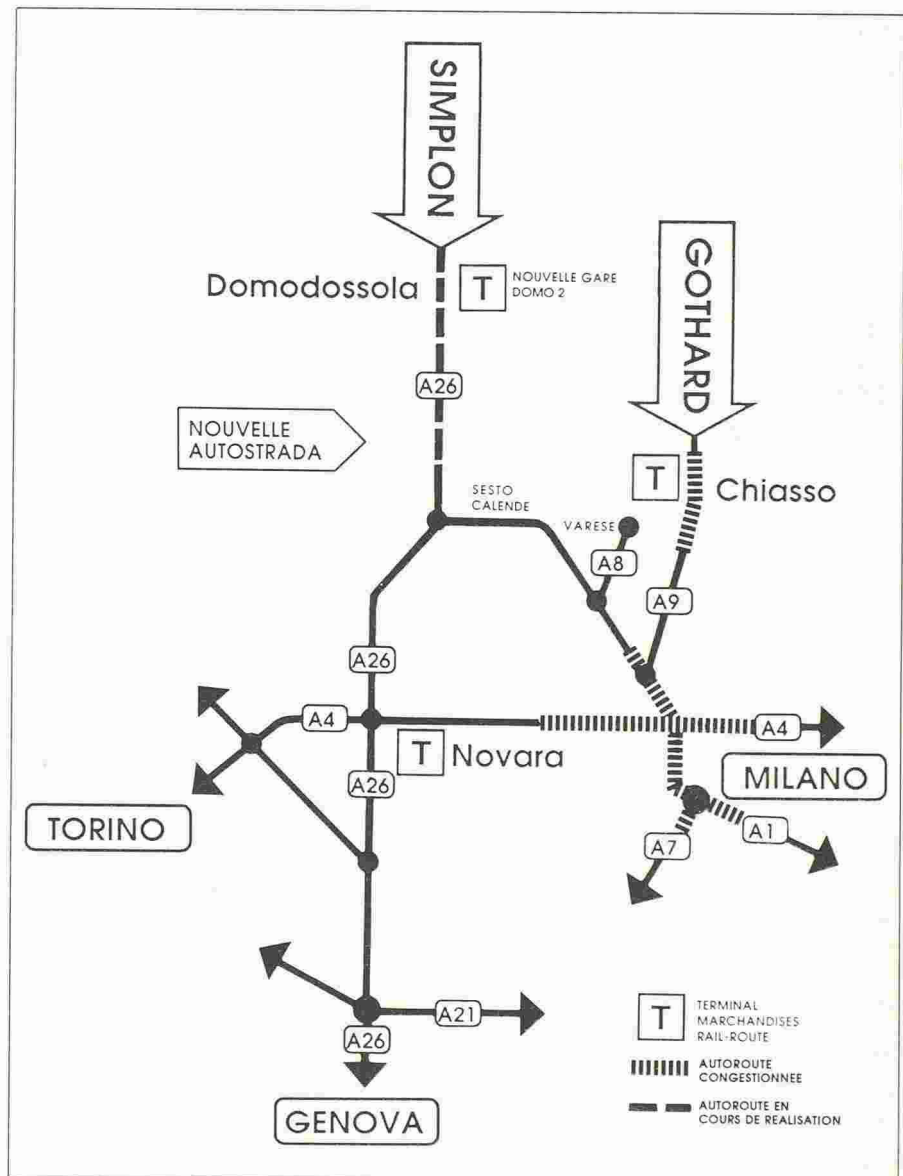 SIMPLON
GOTHARD
Domodossola
T
NOUVELLE GARE
DOMO 2
A26
NOUVELLE
AUTOSTRADA
T
Chiasso
SESTO
CALENDE
VARESE
A8
A9
A26
A4
A4
T
Novara
A26
MILANO
TORINO
A7
A1
A21
A26
GENOVA
T
TERMINAL
MARCHANDISES
RAIL-ROUTE
AUTOROUTE
CONGESTIONNEE
AUTOROUTE EN
COURS DE REALISATION